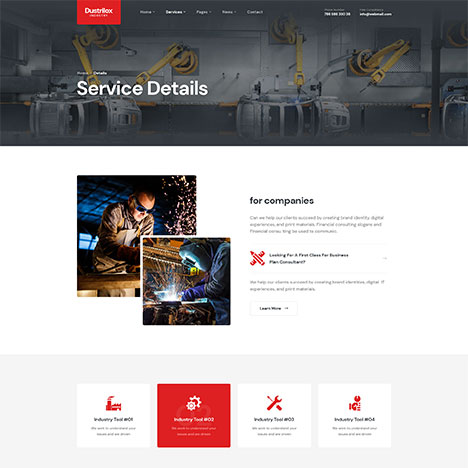 Dustrilox
INDUSTRY
Home
Services
Pages
News
Contact
Phone number
786 566 330 38
Free Consultancy
info@webmail.com
Home
Details
Service Details
for companies
Can we help our clients succeed by creating brand identity, digital
experiences, and print materials. Financial consulting slogans and
Financial consulting be used to communic.
Looking For A First Class For Business
Plan Consultant?
We help our clients succeed by creating brand identities, digital IT
experiences, and print materials.
Learn More
Industry Tool #01
We work to understand your
issues and are driven
Industry Tool #02
We work to understand your
issues and are driven
Industry Tool #03
We work to understand your
issues and are driven
Industry Tool #04
We work to understand your
issues and are driven